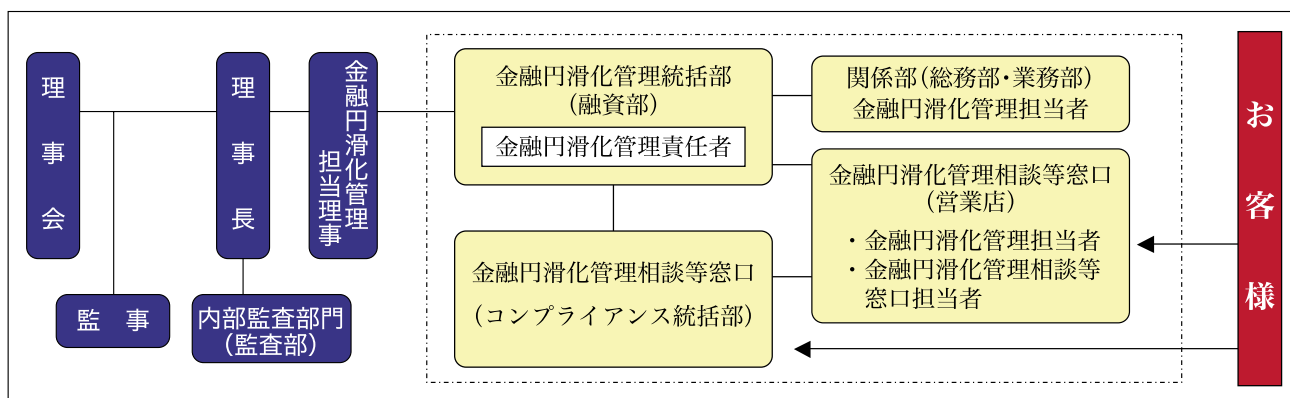 理事会
監　事
理事長
内部監査部門
（監査部）
金融円滑化管理
担当理事
金融円滑化管理統括部
（融資部）
金融円滑化管理責任者
金融円滑化管理相談等窓口
（コンプライアンス統括部）
関係部（総務部・業務部）
金融円滑化管理担当者
金融円滑化管理相談等窓口
（営業店）
・金融円滑化管理担当者
・金融円滑化管理相談等
窓口担当者
お客様